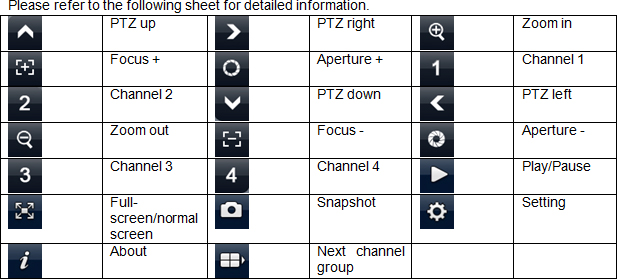 Please refer to the following sheet for detailed information.
PTZ up
PTZ right
Zoom in
Focus +
Aperture +
1
Channel 1
2
Channel 2
PTZ down
PTZ left
Zoom out
Focus -
Aperture -
3
Channel 3
4
Channel 4
Play/Pause
Full-
screen/normal
screen
Snapshot
Setting
i
About
Next channel
group